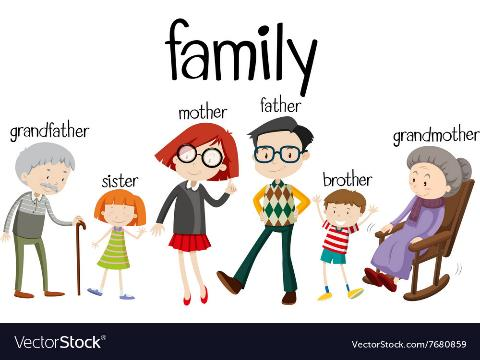 family
grandfather
sister
mother
father
brother
grandmother
VectorStock®
VectorStock.com/7680859